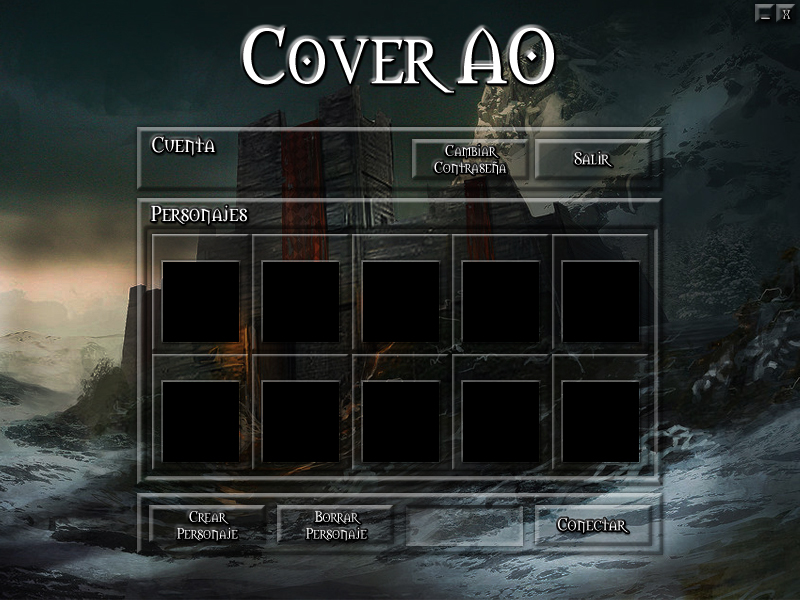 Cover AO
Cuenta
Cambiar
Contraseña
Salir
Personajes
Crear
Personaje
Borrar
Personaje
Conectar